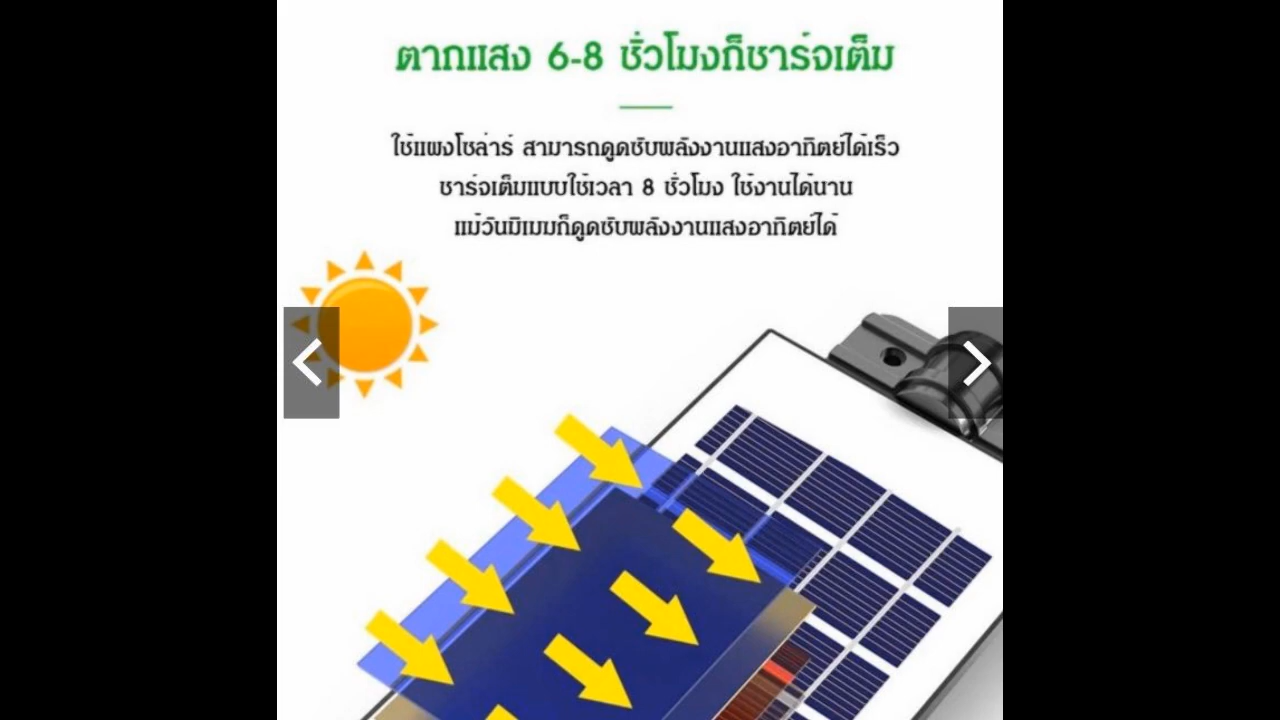 ตากแสง 6-8 ชั่วโมงก็ชาร์จเต็ม
ใช้แผงโซล่าร์ สามารถดูดซับพลังงานแสงอาทิตย์ได้เร็ว
ชาร์จเต็มแบบใช้เวลา 8 ชั่วโมง ใช้งานได้นาน
แม้วันมืเมมก็ดูดซับพลังงานแสงอาทิตย์ได้